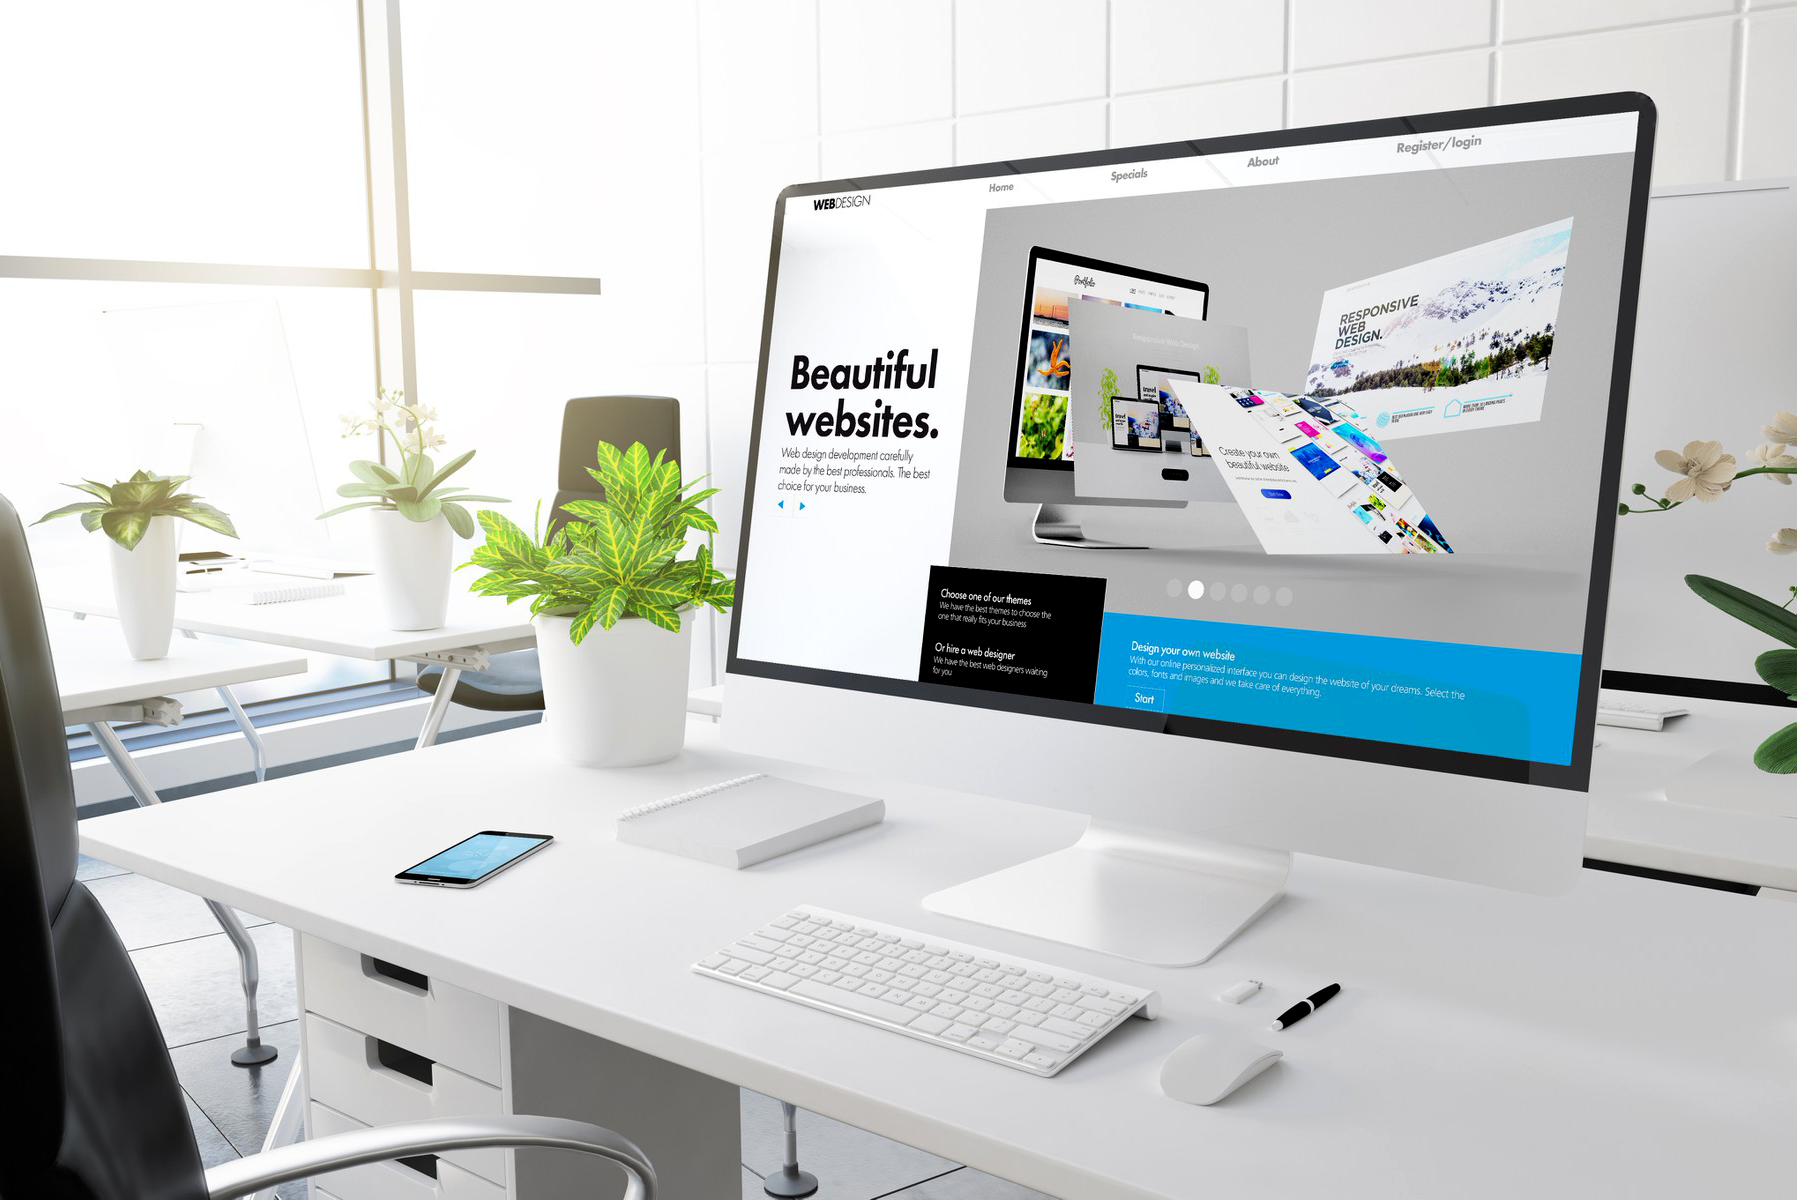 WEBDESIGN
Home
Specials
About
Register/login
Beautiful
websites.
Web design development carefully
made by the best professionals. The best
choice for your business.
Portfolio
Responsive Web Design
RESPONSIVE
WEB
DESIGN.
Create your own
beautiful website
Choose one of our themes
We have the best themes to choose the
one that really fits your business
Or hire a web designer
We have the best web designers waiting
for you
Design your own website
With our online personalized interface you can design the website of your dreams. Select the
colors, fonts and images and we take care of everything.
Start